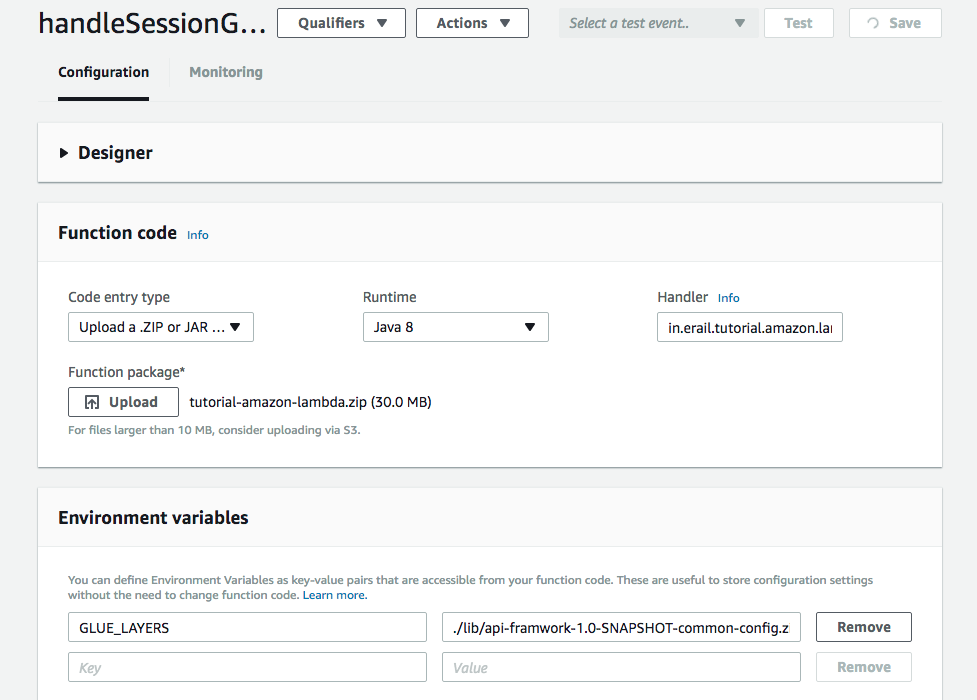 handleSessionG... Qualifiers Actions Select a test event.. Test Save
Configuration Monitoring
Designer
Function code Info
Code entry type Runtime Handler Info
Upload a .ZIP or JAR ... Java 8 in.erail.tutorial.amazon.lar
Function package*
Upload tutorial-amazon-lambda.zip (30.0 MB)
For files larger than 10 MB, consider uploading via S3.
Environment variables
You can define Environment Variables as key-value pairs that are accessible from your function code. These are useful to store configuration settings
without the need to change function code. Learn more.
GLUE_LAYERS ./lib/api-framwork-1.0-SNAPSHOT-common-config.z Remove
Key Value Remove